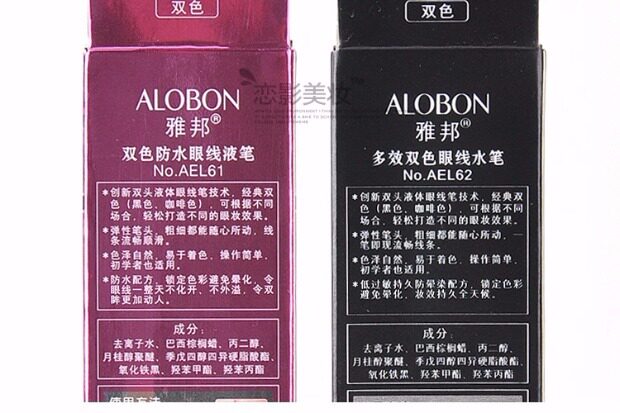 双色
ALOBON
雅邦®
双色防水眼线液笔
No.AEL61
*创新双头液体眼线笔技术，经典双
色（黑色、咖啡色），可根据不同
场合，轻松打造不同的眼妆效果。
*弹性笔头，粗细都能随心所动，线
条流畅顺滑。
*色泽自然，易于着色，操作简单，
初学者也适用。
*防水配方，锁定色彩避免晕化，令
眼线一整天不化开、不外溢，令双
眸更加动人。
成分：
去离子水、巴西棕榈蜡、丙二醇、
月桂醇聚醚、季戊四醇四异硬脂酸酯、
氧化铁黑、羟苯甲酯、羟苯丙酯
使用方法
双色
ALOBON
雅邦®
多效双色眼线水笔
No.AEL62
*创新双头液体眼线笔技术，经典双
色（黑色、咖啡色），可根据不同
场合，轻松打造不同的眼妆效果。
*弹性笔头，粗细都能随心所动，一
笔即现流畅线条。
*色泽自然，易于着色，操作简单，
初学者也适用。
*低过敏持久防晕染配方，锁定色彩
避免晕化，妆效持久全天候。
成分：
去离子水、巴西棕榈蜡、丙二醇、
月桂醇聚醚、季戊四醇四异硬脂酸酯、
氧化铁黑、羟苯甲酯、羟苯丙酯
恋影美妆